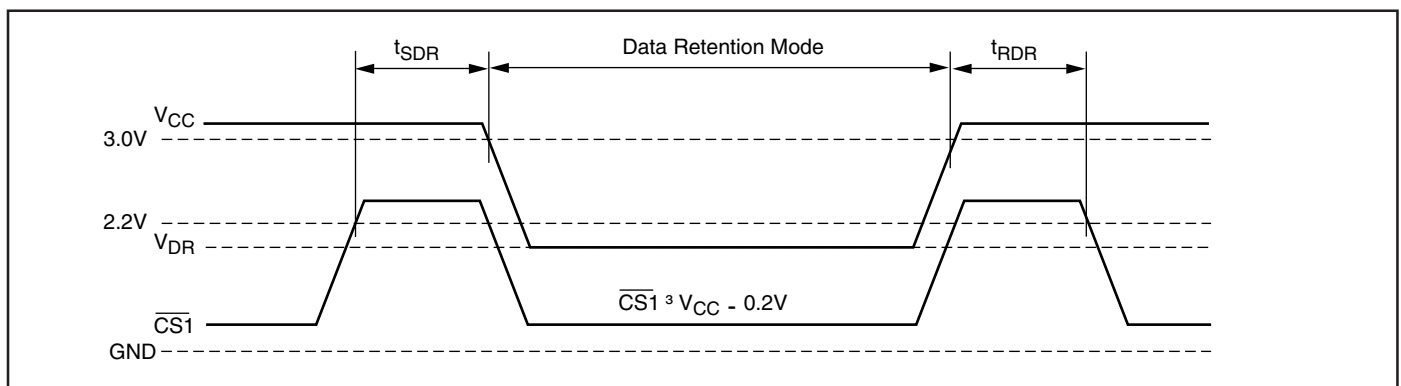 tSDR
Data Retention Mode
tRDR
VCC
3.0V
2.2V
VDR
CS1 ³ VCC - 0.2V
CS1
GND